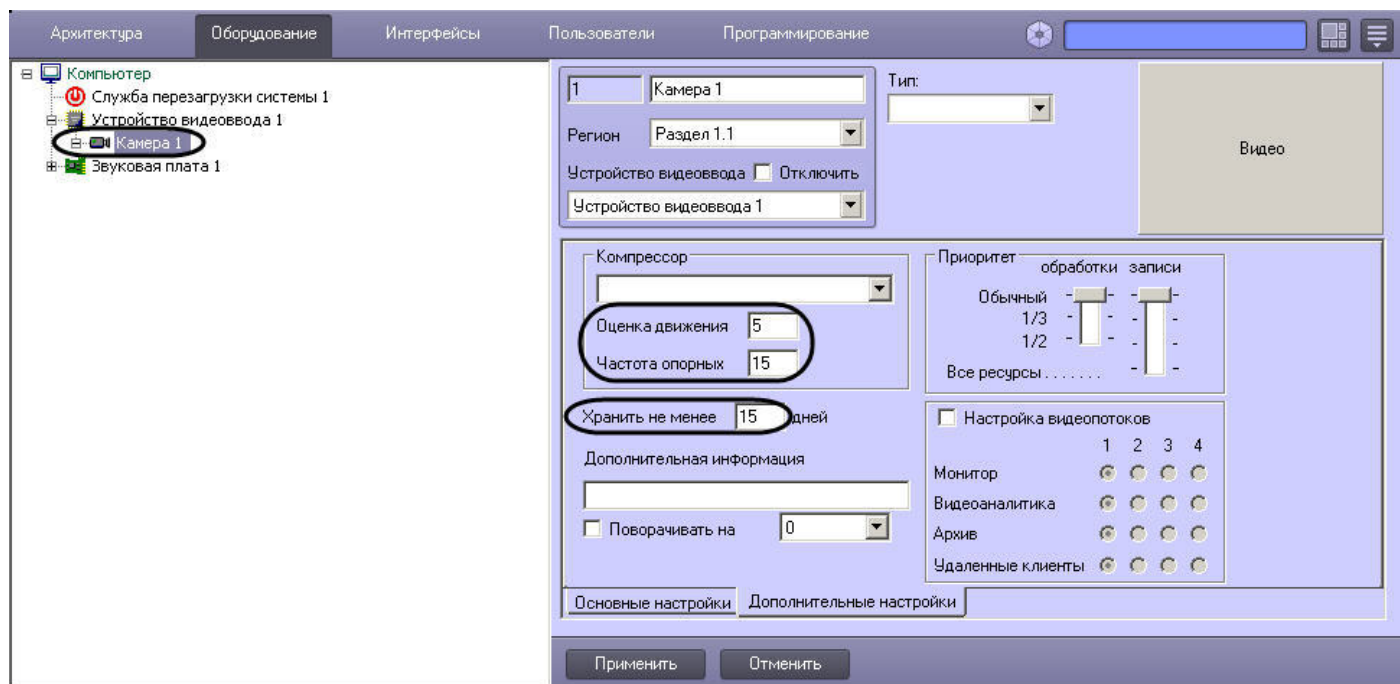 Архитектура Оборудование Интерфейсы Пользователи Программирование
Компьютер
Служба перезагрузки системы 1
Устройство видеоввода 1
Камера 1
Звуковая плата 1
1 Камера 1
Тип:
Регион Раздел 1.1
Устройство видеоввода Отключить
Устройство видеоввода 1
Видео
Компрессор
Оценка движения 5
Частота опорных 15
Хранить не менее 15 дней
Дополнительная информация
Поворачивать на 0
Приоритет
обработки записи
Обычный
1/3
1/2
Все ресурсы . . . . . . .
Настройка видеопотоков
1 2 3 4
Монитор
Видеоаналитика
Архив
Удаленные клиенты
Основные настройки Дополнительные настройки
Применить Отменить